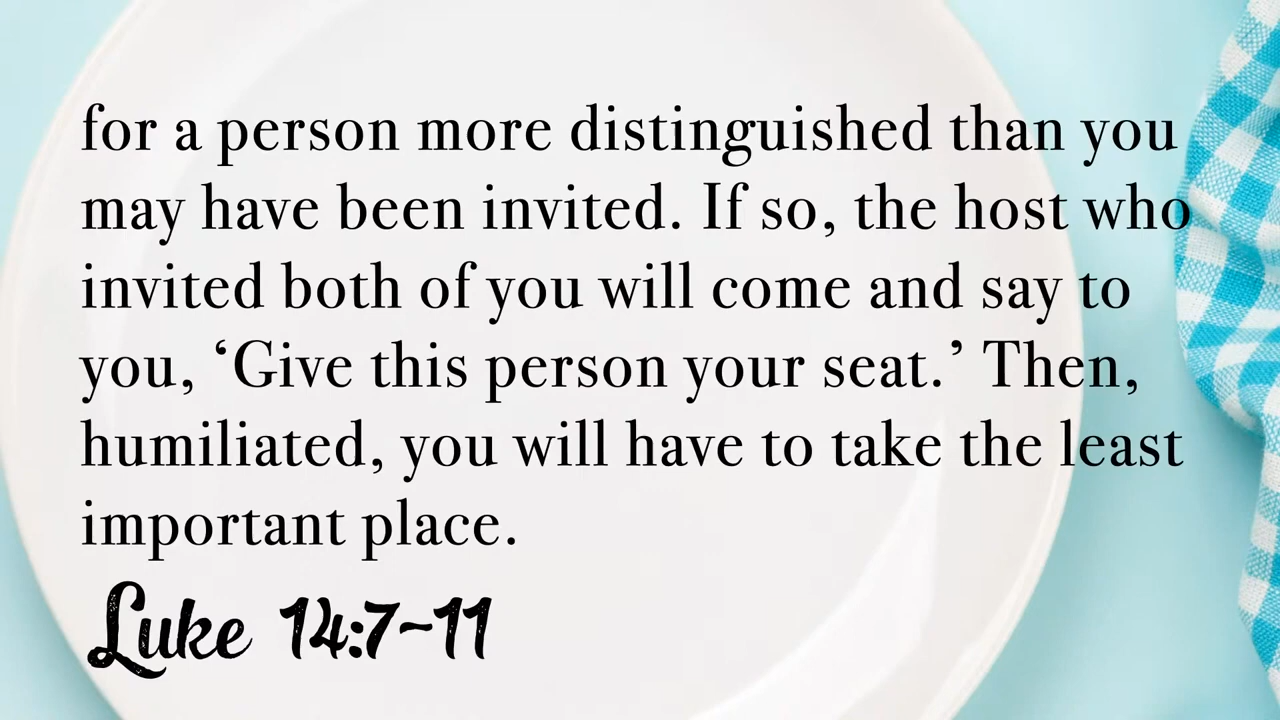 for a person more distinguished than you
may have been invited. If so, the host who
invited both of you will come and say to
you, ‘Give this person your seat.’ Then,
humiliated, you will have to take the least
important place.
Luke 14:7-11